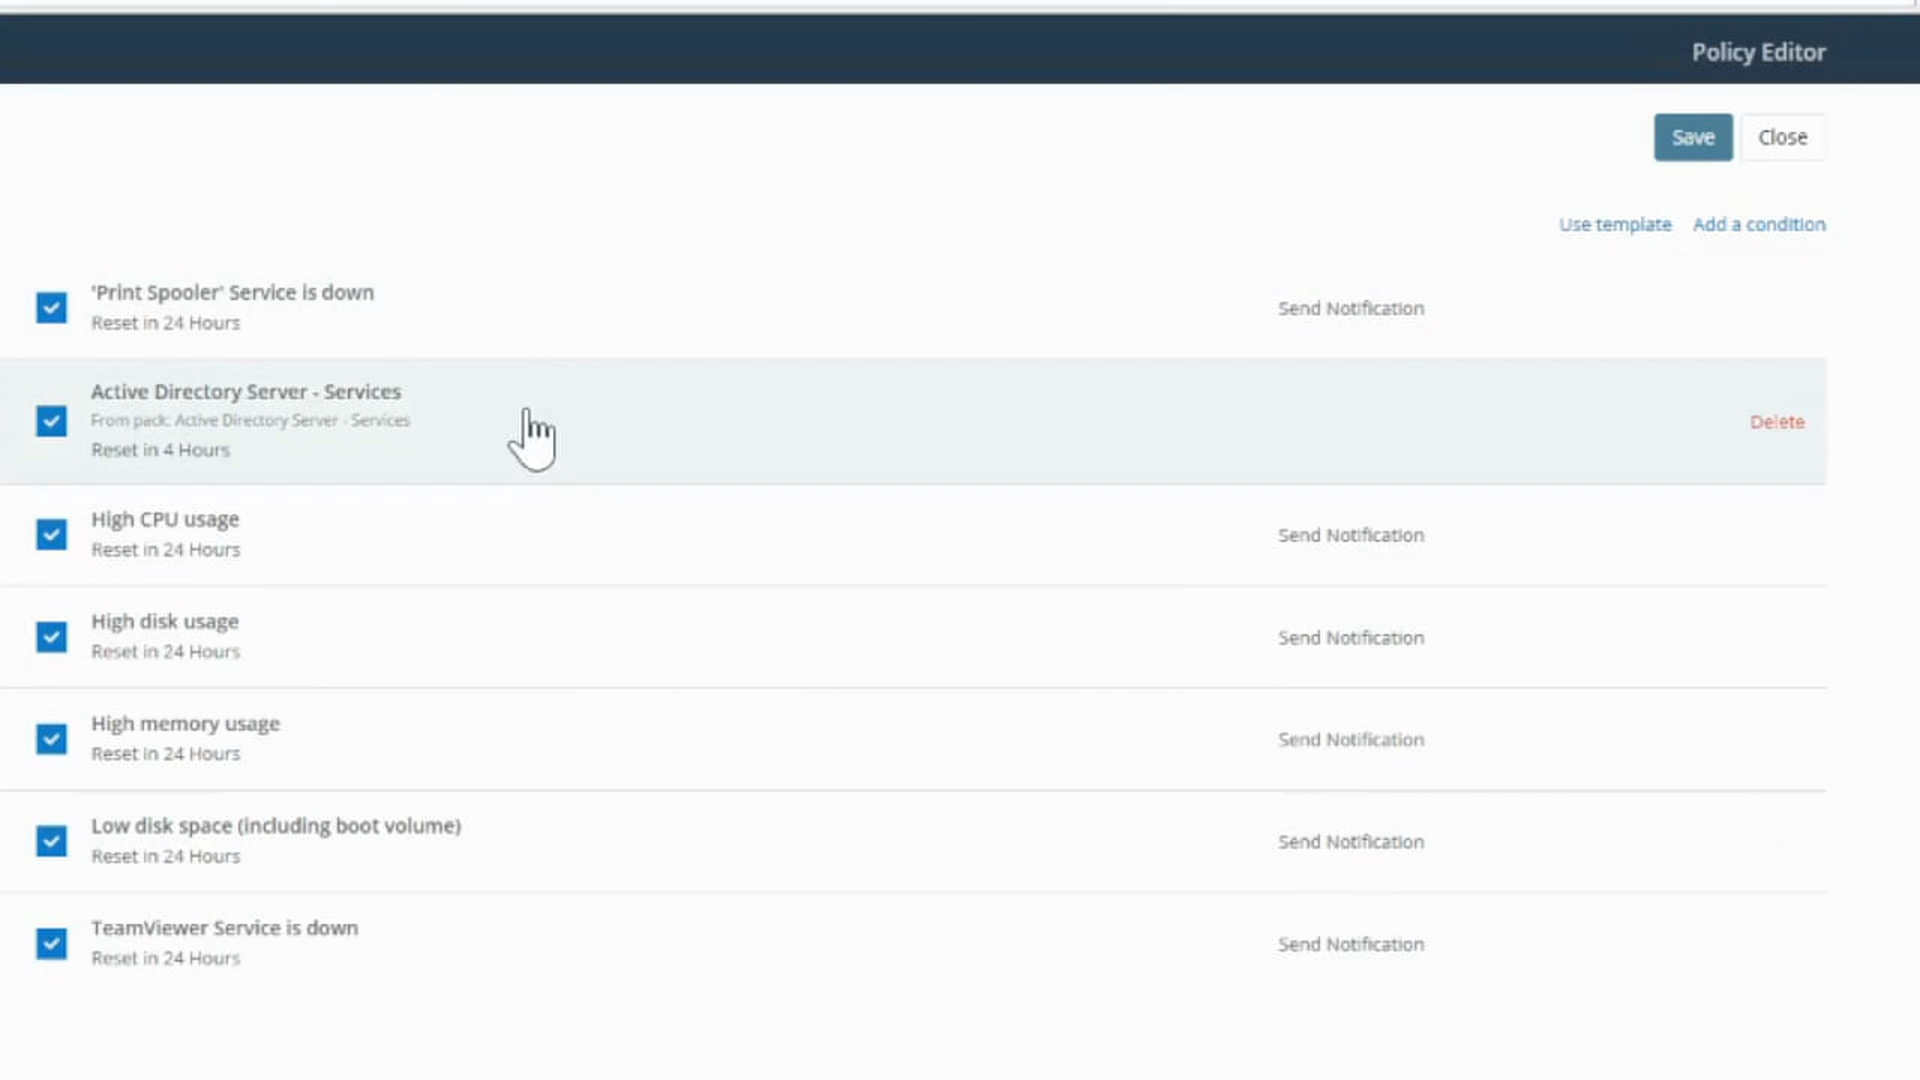 Policy Editor
Save Close
Use template Add a condition
'Print Spooler' Service is down
Reset in 24 Hours
Send Notification
Active Directory Server - Services
From pack: Active Directory Server - Services
Reset in 4 Hours
Delete
High CPU usage
Reset in 24 Hours
Send Notification
High disk usage
Reset in 24 Hours
Send Notification
High memory usage
Reset in 24 Hours
Send Notification
Low disk space (including boot volume)
Reset in 24 Hours
Send Notification
TeamViewer Service is down
Reset in 24 Hours
Send Notification